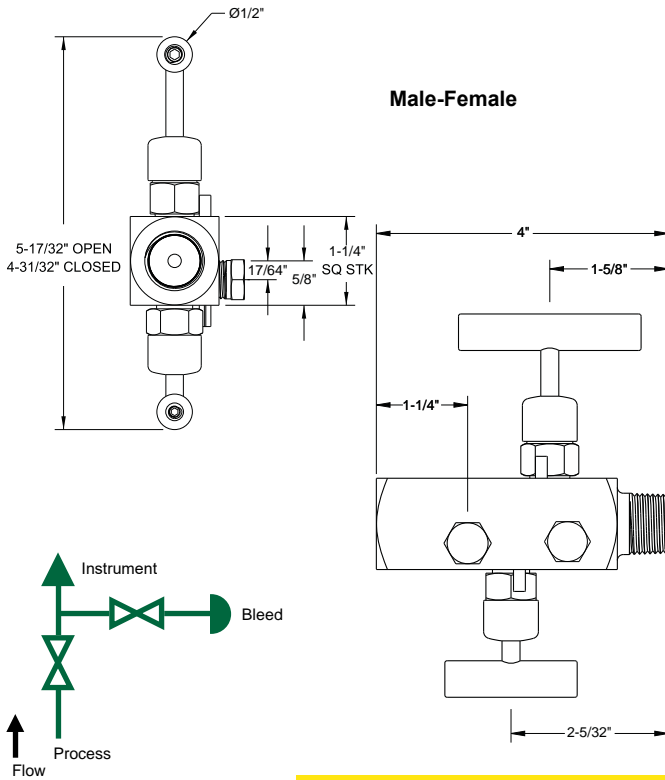 Ø1/2"
Male-Female
5-17/32" OPEN
4-31/32" CLOSED
17/64"
5/8"
1-1/4"
SQ STK
4"
1-5/8"
1-1/4"
Instrument
Bleed
Process
Flow
2-5/32"